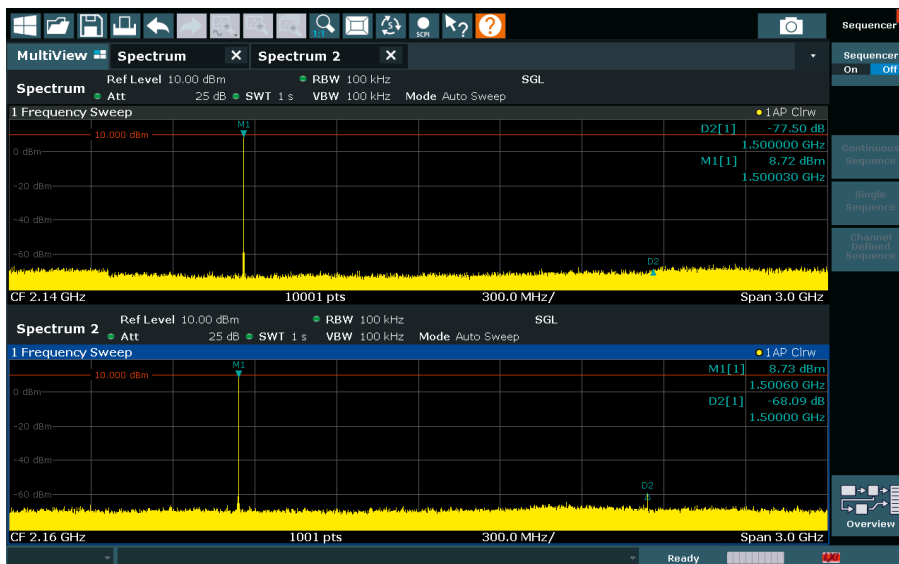 1:1
SCPI
?
?
Sequencer
MultiView Spectrum X Spectrum 2 X
Sequencer
On Off
Spectrum
Ref Level 10.00 dBm RBW 100 kHz SGL
Att 25 dB SWT 1 s VBW 100 kHz Mode Auto Sweep
1 Frequency Sweep 1AP Clrw
M1
10.000 dBm
D2[1] -77.50 dB
1.500000 GHz
M1[1] 8.72 dBm
1.500030 GHz
0 dBm
-20 dBm
-40 dBm
-60 dBm
D2
CF 2.14 GHz 10001 pts 300.0 MHz/ Span 3.0 GHz
Continuous
Sequence
Single
Sequence
Channel
Defined
Sequence
Spectrum 2
Ref Level 10.00 dBm RBW 100 kHz SGL
Att 25 dB SWT 1 s VBW 100 kHz Mode Auto Sweep
1 Frequency Sweep 1AP Clrw
M1
10.000 dBm
M1[1] 8.73 dBm
1.50060 GHz
D2[1] -68.09 dB
1.50000 GHz
0 dBm
-20 dBm
-40 dBm
-60 dBm
D2
CF 2.16 GHz 1001 pts 300.0 MHz/ Span 3.0 GHz
Overview
Ready